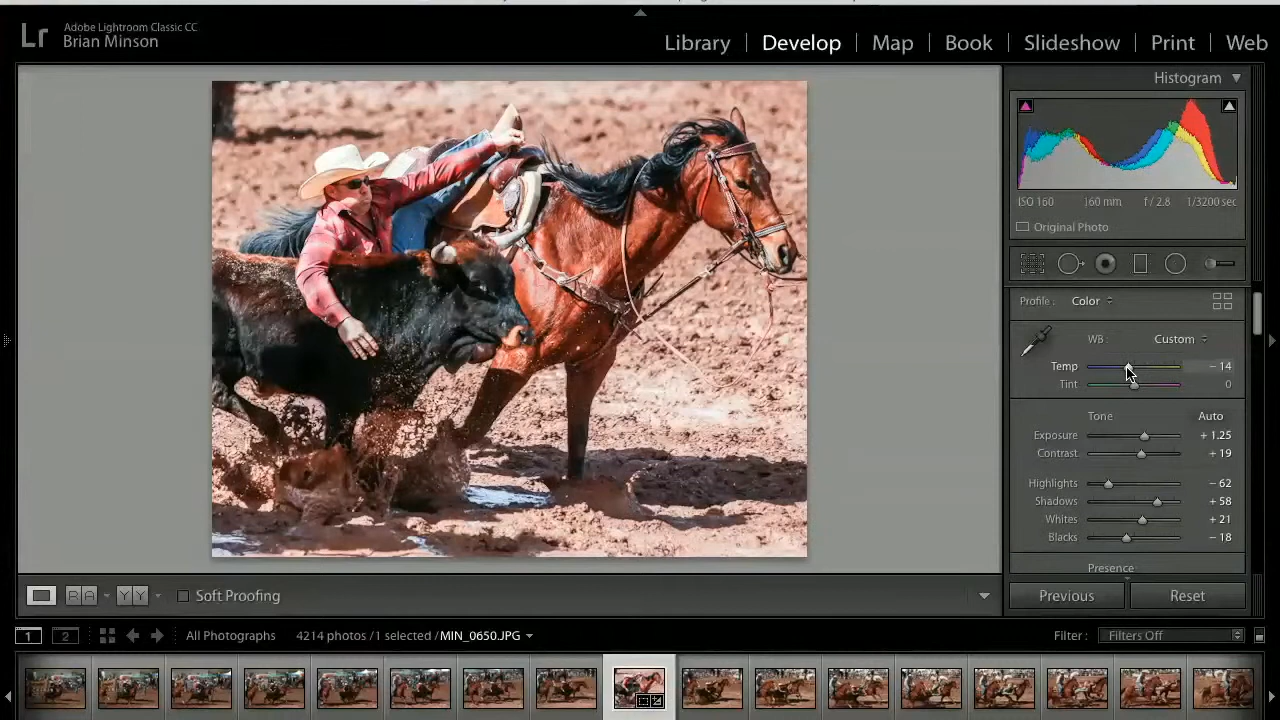 Lr
Adobe Lightroom Classic CC
Brian Minson
Library | Develop | Map | Book | Slideshow | Print | Web
Histogram
ISO 160 160 mm f / 2.8 1/3200 sec
Original Photo
Profile : Color
WB : Custom
Temp - 14
Tint 0
Tone Auto
Exposure + 1.25
Contrast + 19
Highlights - 62
Shadows + 58
Whites + 21
Blacks - 18
Presence
Previous Reset
R A Y Y Soft Proofing
1 2 All Photographs 4214 photos / 1 selected / MIN_0650.JPG Filter : Filters Off